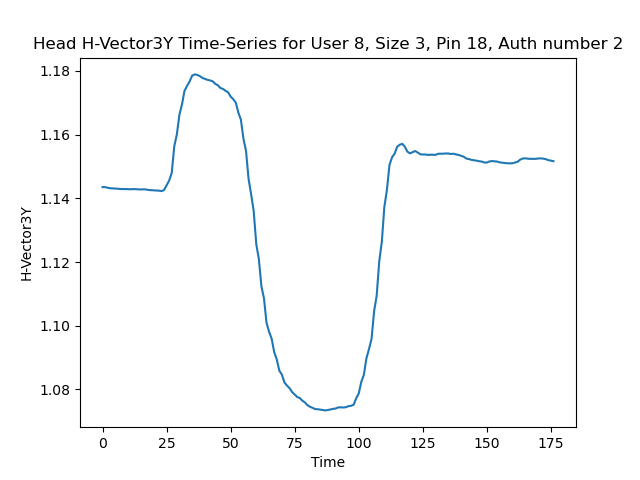 Head H-Vector3Y Time-Series for User 8, Size 3, Pin 18, Auth number 2
1.18
1.16
1.14
1.12
1.10
1.08
H-Vector3Y
0 25 50 75 100 125 150 175
Time